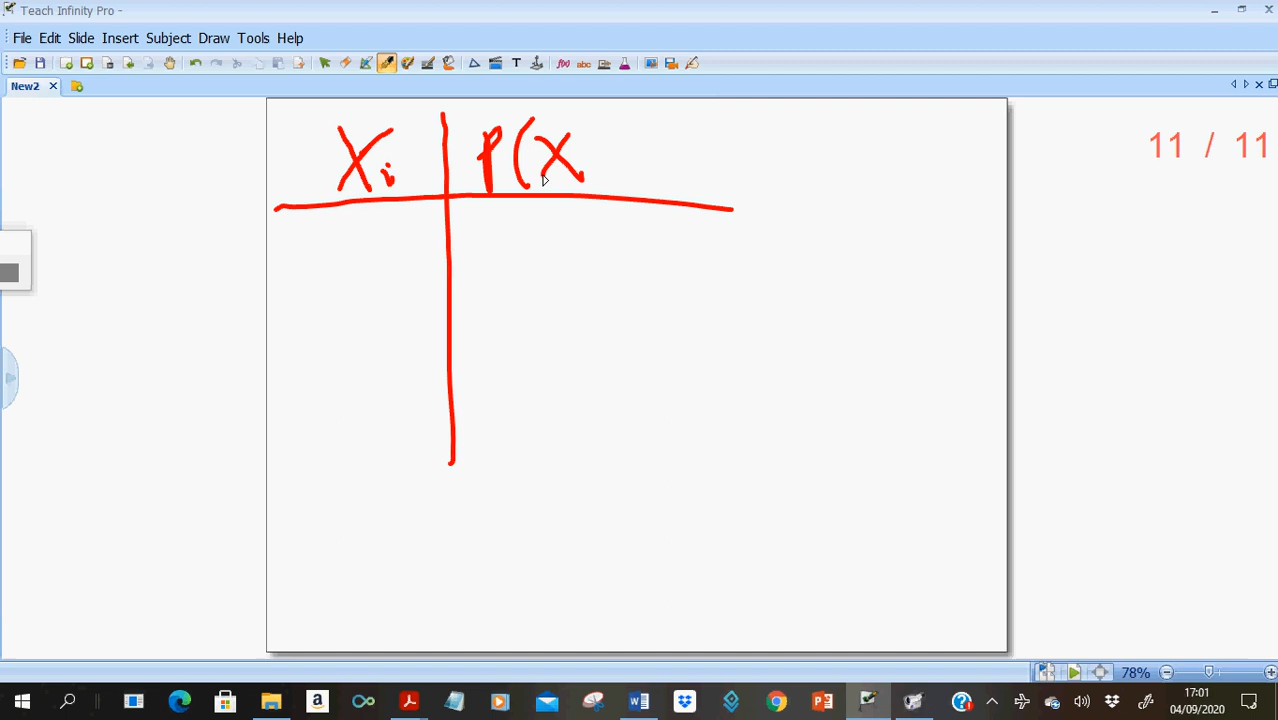 Teach Infinity Pro -
File Edit Slide Insert Subject Draw Tools Help
New2
11 / 11
Xi P(X
78%
17:01
04/09/2020